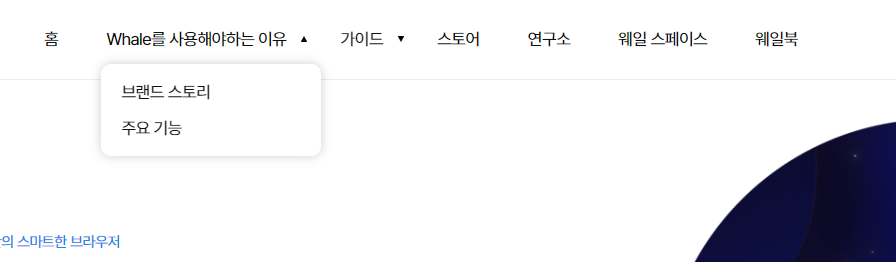 홈 Whale를 사용해야하는 이유 ▲ 가이드 ▼ 스토어 연구소 웨일 스페이스 웨일북
브랜드 스토리
주요 기능
의 스마트한 브라우저